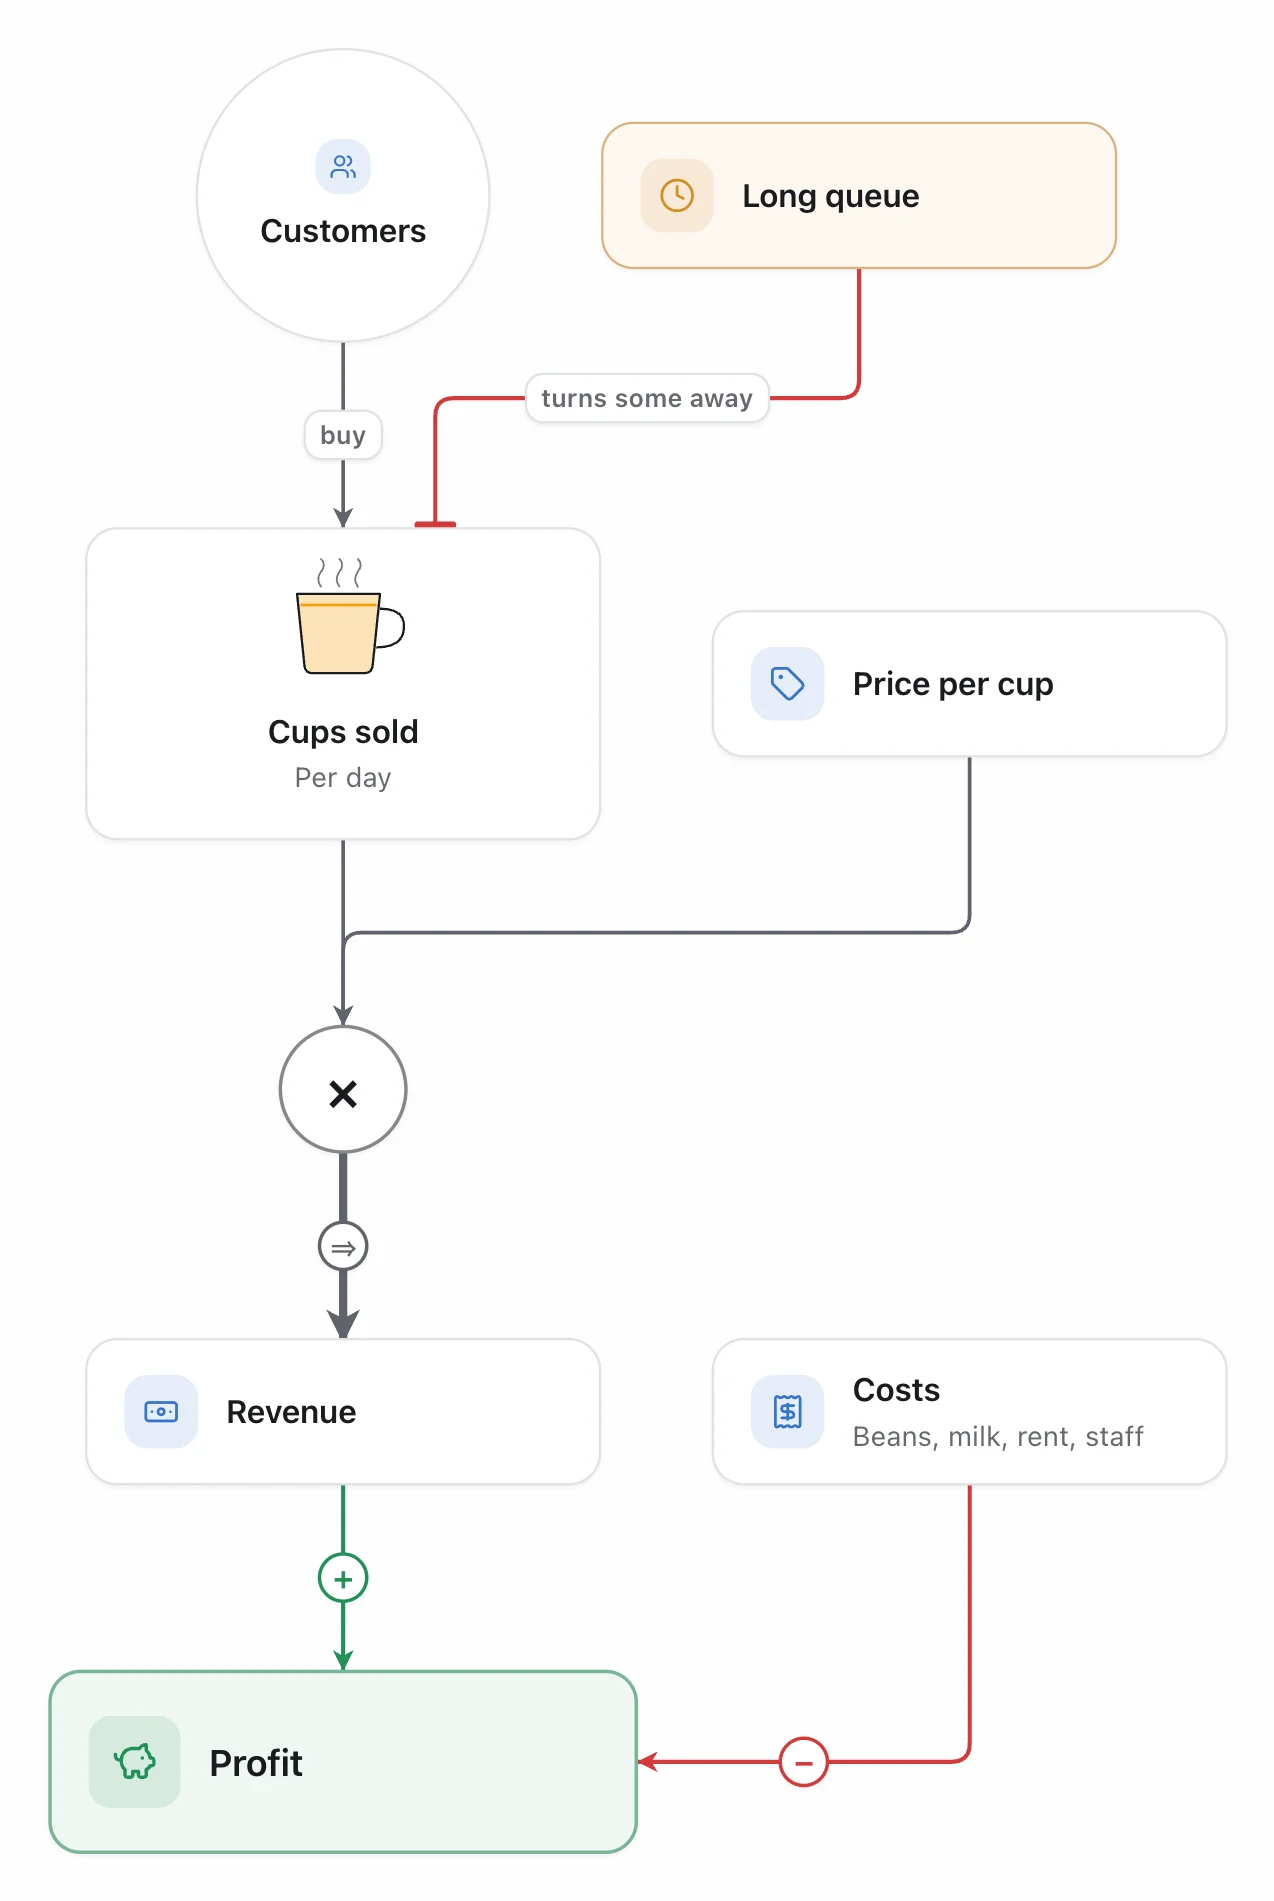 Customers
Long queue
turns some away
buy
Cups sold
Per day
Price per cup
×
⇒
Revenue
Costs
Beans, milk, rent, staff
+
Profit
−